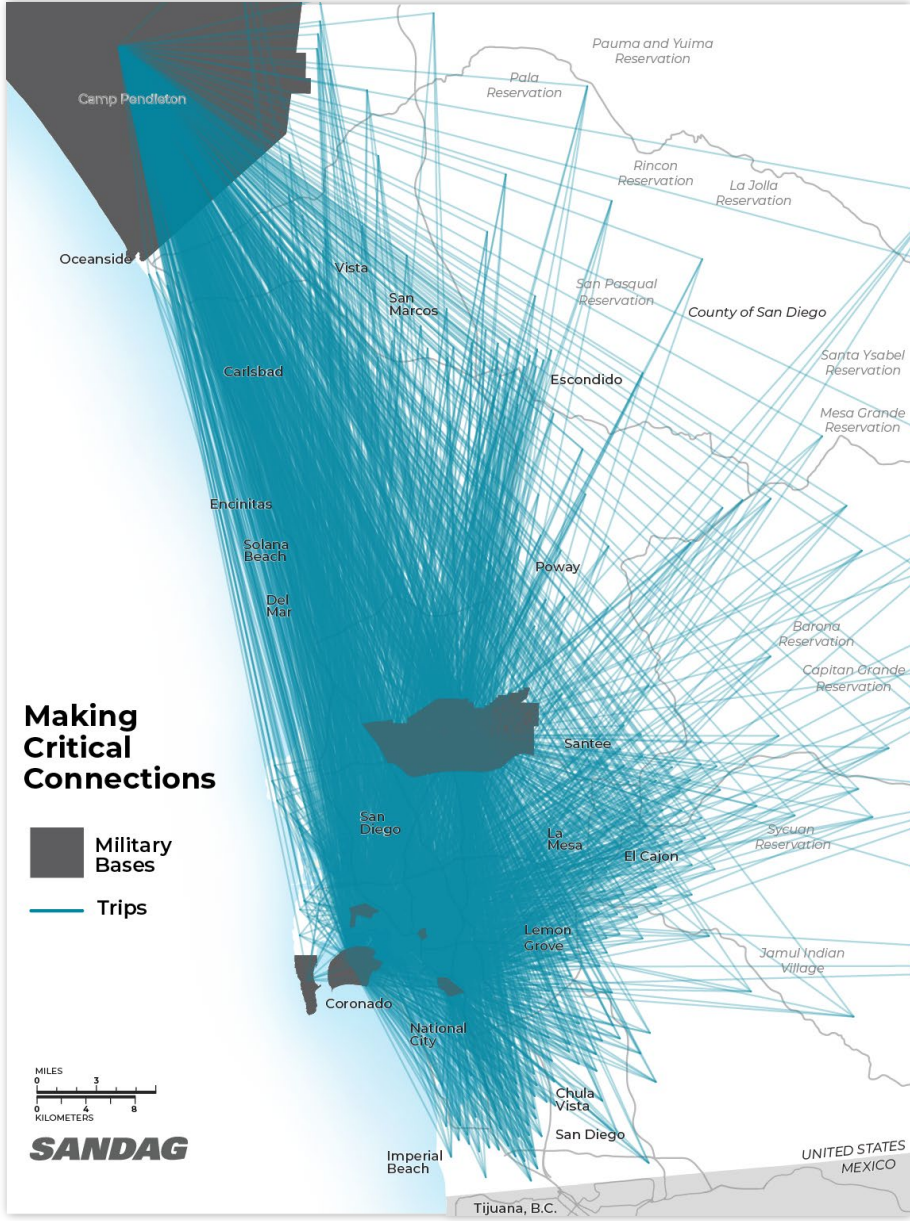 Pauma and Yuima
Reservation
Pala
Reservation
Camp Pendleton
Rincon
Reservation
La Jolla
Reservation
Oceanside
Vista
San
Marcos
San Pasqual
Reservation
County of San Diego
Santa Ysabel
Reservation
Carlsbad
Escondido
Mesa Grande
Reservation
Encinitas
Solana
Beach
Poway
Del
Mar
Barona
Reservation
Capitan Grande
Reservation
Making
Critical
Connections
Santee
San
Diego
La
Mesa
El Cajon
Sycuan
Reservation
Military
Bases
Trips
Lemon
Grove
Jamul Indian
Village
Coronado
National
City
MILES
0 3
0 4 8
KILOMETERS
SANDAG
Chula
Vista
San Diego
Imperial
Beach
UNITED STATES
MEXICO
Tijuana, B.C.